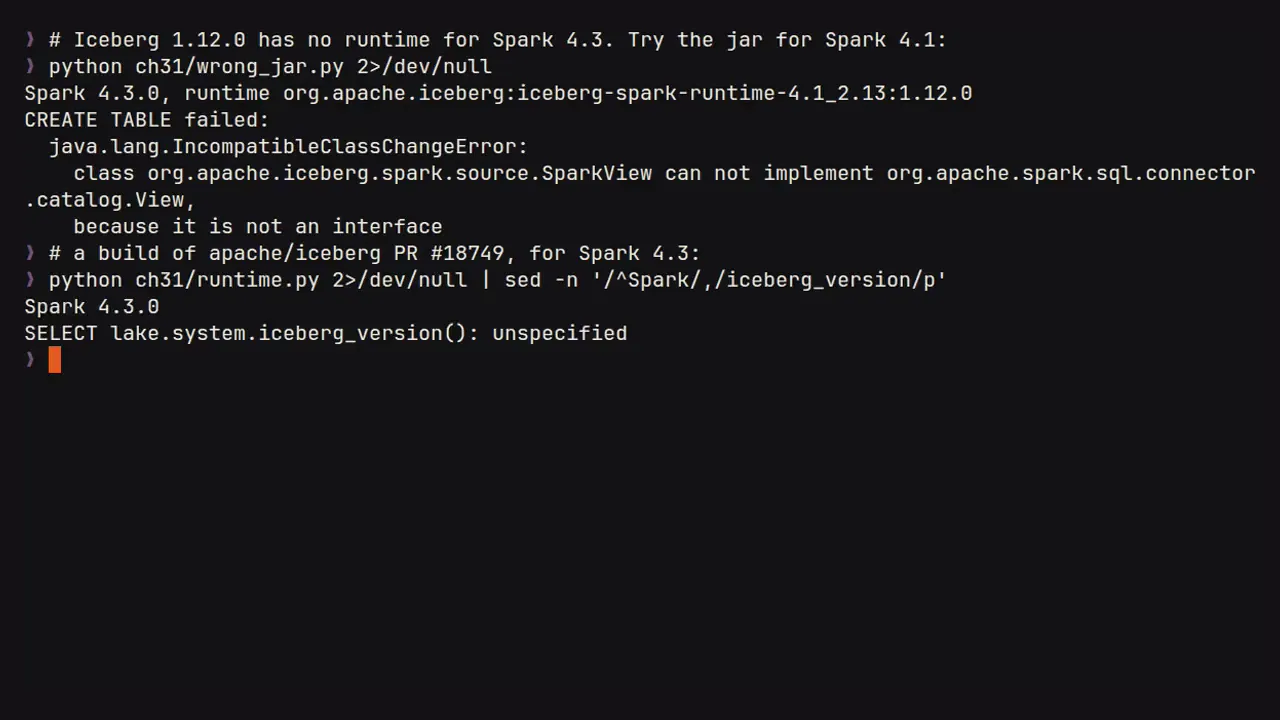 ❯ # Iceberg 1.12.0 has no runtime for Spark 4.3. Try the jar for Spark 4.1:
❯ python ch31/wrong_jar.py 2>/dev/null
Spark 4.3.0, runtime org.apache.iceberg:iceberg-spark-runtime-4.1_2.13:1.12.0
CREATE TABLE failed:
  java.lang.IncompatibleClassChangeError:
    class org.apache.iceberg.spark.source.SparkView can not implement org.apache.spark.sql.connector
.catalog.View,
    because it is not an interface
❯ # a build of apache/iceberg PR #18749, for Spark 4.3:
❯ python ch31/runtime.py 2>/dev/null | sed -n '/^Spark/,/iceberg_version/p'
Spark 4.3.0
SELECT lake.system.iceberg_version(): unspecified
❯